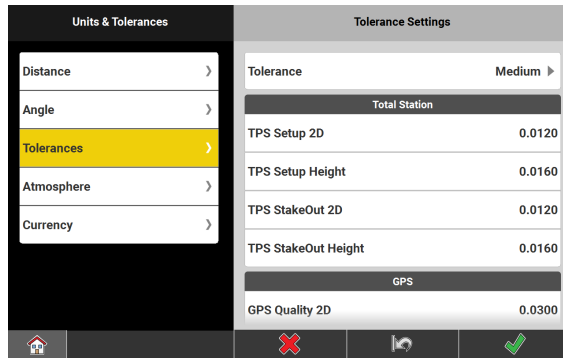 Units & Tolerances
Tolerance Settings
Distance
Angle
Tolerances
Atmosphere
Currency
Tolerance Medium
Total Station
TPS Setup 2D 0.0120
TPS Setup Height 0.0160
TPS StakeOut 2D 0.0120
TPS StakeOut Height 0.0160
GPS
GPS Quality 2D 0.0300